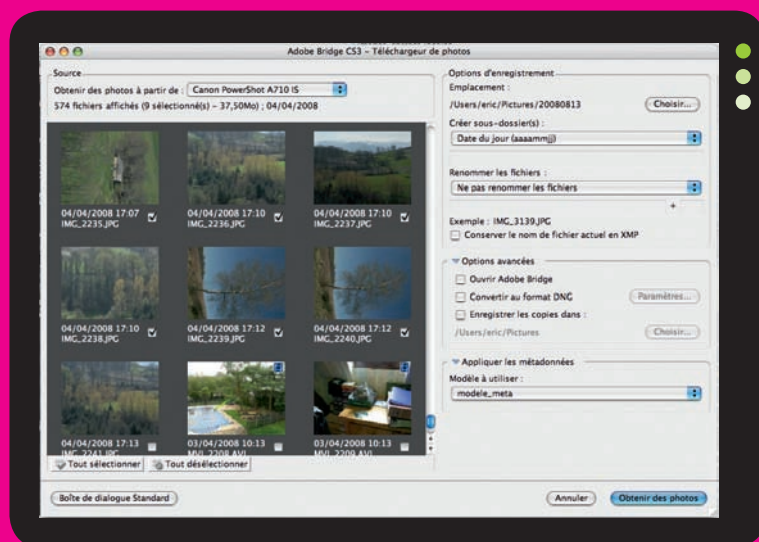 Adobe Bridge CS3 – Téléchargeur de photos
Source
Obtenir des photos à partir de : Canon PowerShot A710 IS
574 fichiers affichés (9 sélectionné(s) – 37,50Mo) ; 04/04/2008
04/04/2008 17:07
IMG_2235.JPG
04/04/2008 17:10
IMG_2236.JPG
04/04/2008 17:10
IMG_2237.JPG
04/04/2008 17:10
IMG_2238.JPG
04/04/2008 17:12
IMG_2239.JPG
04/04/2008 17:12
IMG_2240.JPG
04/04/2008 17:13
IMG_2241.JPG
03/04/2008 10:13
MVI_2208.AVI
03/04/2008 10:13
MVI_2209.AVI
Tout sélectionner
Tout désélectionner
Boîte de dialogue Standard
Options d'enregistrement
Emplacement :
/Users/eric/Pictures/20080813
Choisir...
Créer sous-dossier(s) :
Date du jour (aaaammjj)
Renommer les fichiers :
Ne pas renommer les fichiers
+
Exemple : IMG_3139.JPG
Conserver le nom de fichier actuel en XMP
Options avancées
Ouvrir Adobe Bridge
Convertir au format DNG
Paramètres...
Enregistrer les copies dans :
/Users/eric/Pictures
Choisir...
Appliquer les métadonnées
Modèle à utiliser :
modele_meta
Annuler
Obtenir des photos